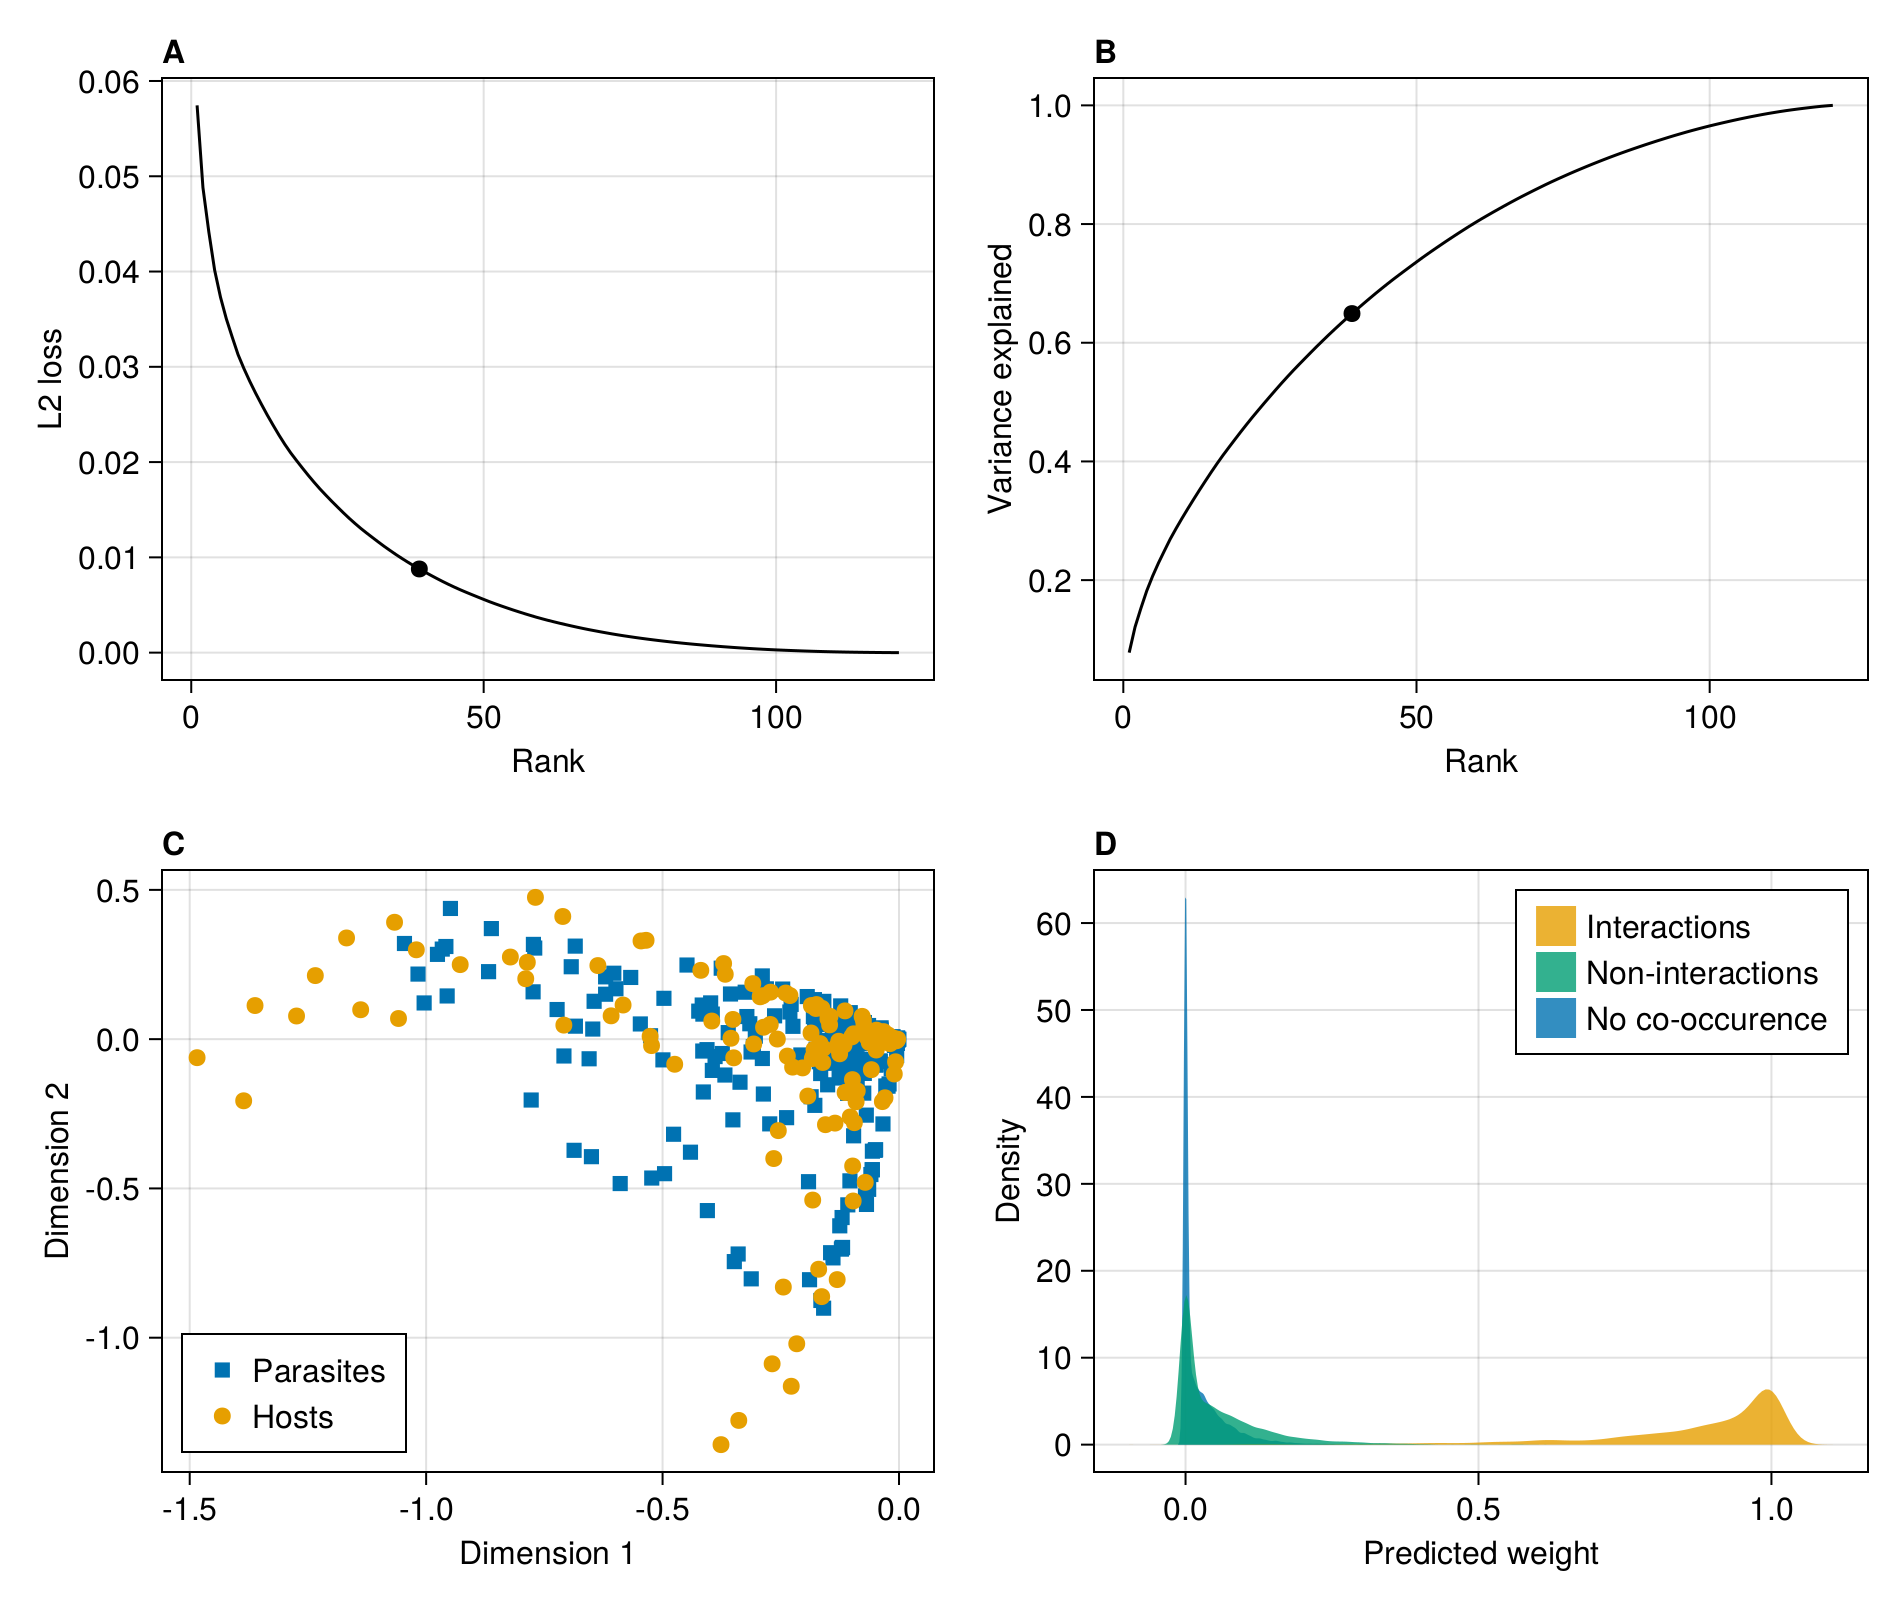 A
0.06
0.05
0.04
0.03
0.02
0.01
0.00
L2 loss
0 50 100
Rank
B
1.0
0.8
0.6
0.4
0.2
Variance explained
0 50 100
Rank
C
0.5
0.0
-0.5
-1.0
Dimension 2
Parasites
Hosts
-1.5 -1.0 -0.5 0.0
Dimension 1
D
60
50
40
30
20
10
0
Density
Interactions
Non-interactions
No co-occurence
0.0 0.5 1.0
Predicted weight